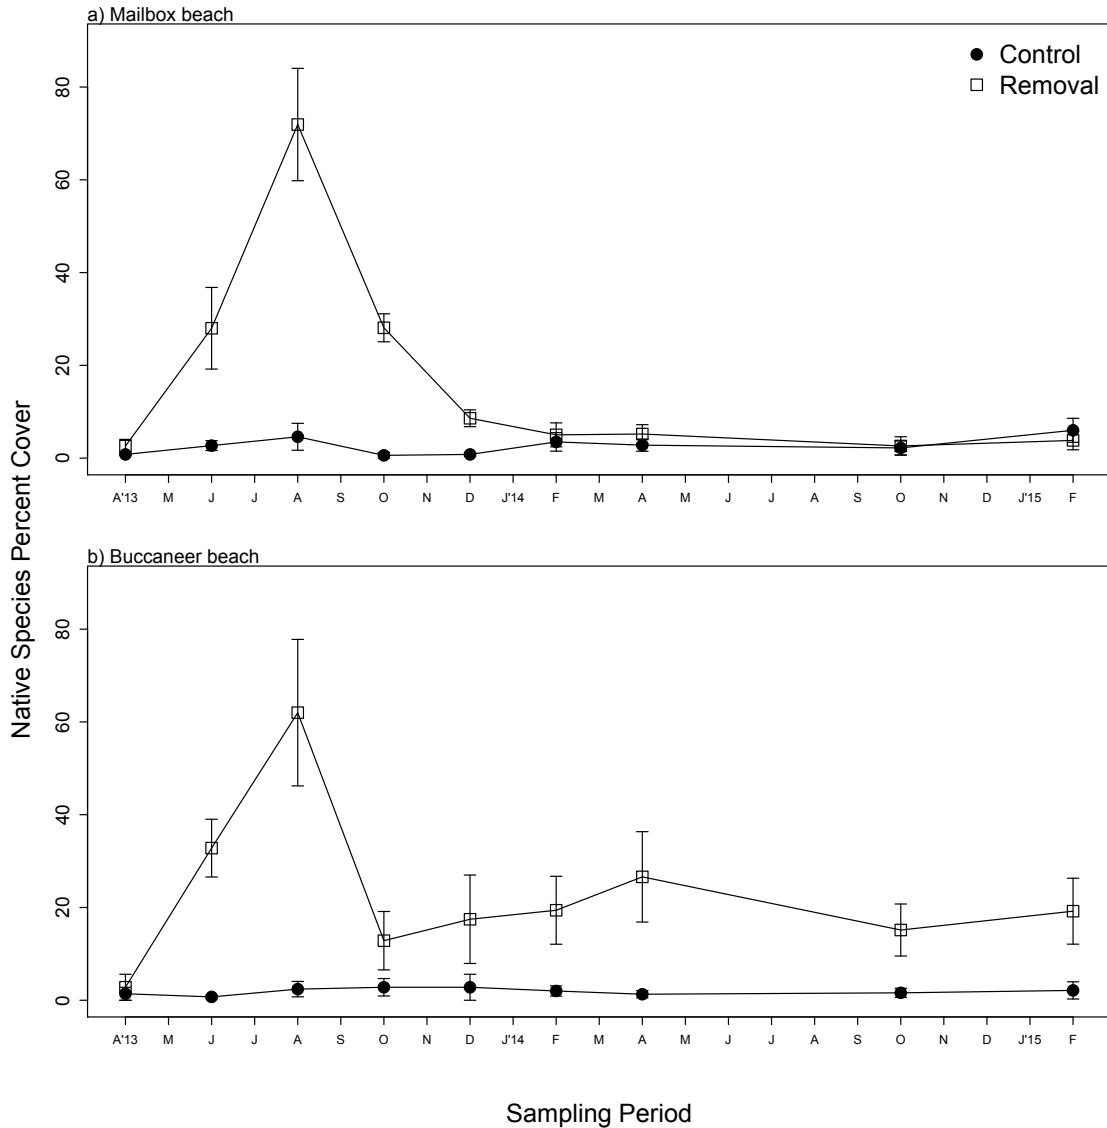 a) Mailbox beach
Control
Removal
80
60
40
20
0
A'13 M J J A S O N D J'14 F M A M J J A S O N D J'15 F
Native Species Percent Cover
b) Buccaneer beach
80
60
40
20
0
A'13 M J J A S O N D J'14 F M A M J J A S O N D J'15 F
Sampling Period